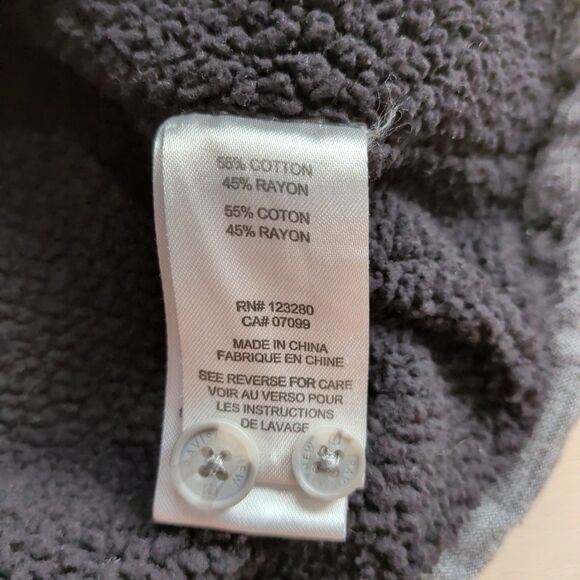 55% COTTON
45% RAYON
55% COTON
45% RAYON
RN# 123280
CA# 07099
MADE IN CHINA
FABRIQUE EN CHINE
SEE REVERSE FOR CARE
VOIR AU VERSO POUR
LES INSTRUCTIONS
DE LAVAGE